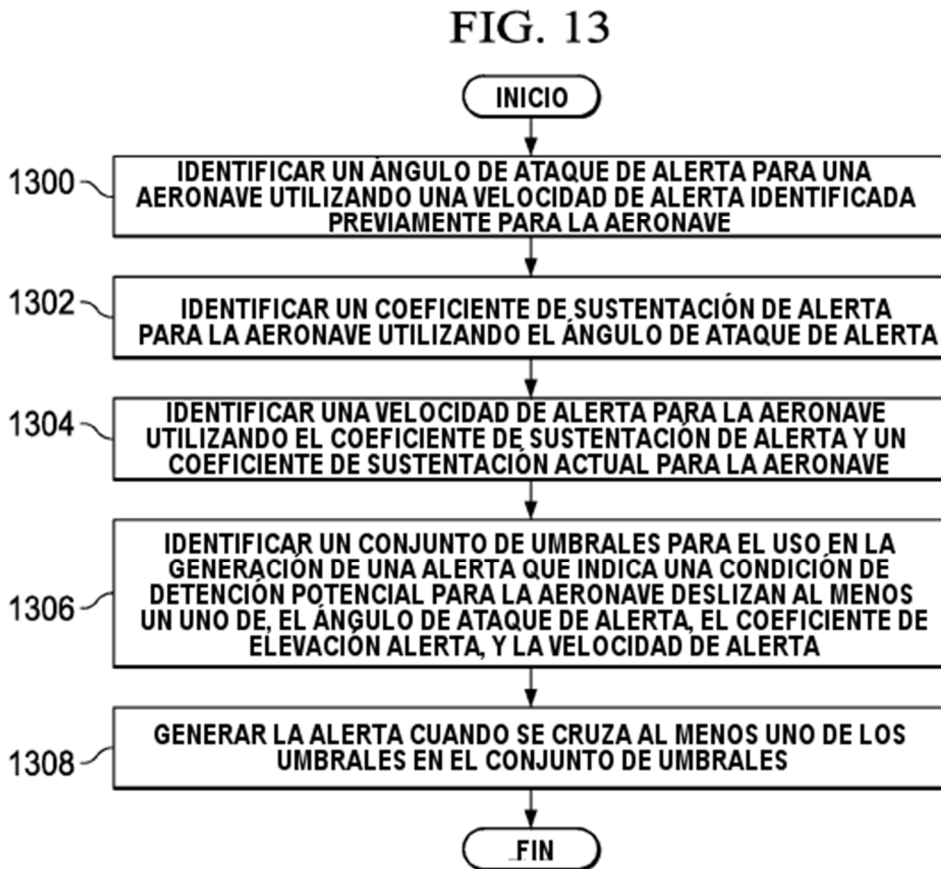 FIG. 13
INICIO
1300
IDENTIFICAR UN ÁNGULO DE ATAQUE DE ALERTA PARA UNA
AERONAVE UTILIZANDO UNA VELOCIDAD DE ALERTA IDENTIFICADA
PREVIAMENTE PARA LA AERONAVE
1302
IDENTIFICAR UN COEFICIENTE DE SUSTENTACIÓN DE ALERTA
PARA LA AERONAVE UTILIZANDO EL ÁNGULO DE ATAQUE DE ALERTA
1304
IDENTIFICAR UNA VELOCIDAD DE ALERTA PARA LA AERONAVE
UTILIZANDO EL COEFICIENTE DE SUSTENTACIÓN DE ALERTA Y UN
COEFICIENTE DE SUSTENTACIÓN ACTUAL PARA LA AERONAVE
1306
IDENTIFICAR UN CONJUNTO DE UMBRALES PARA EL USO EN LA
GENERACIÓN DE UNA ALERTA QUE INDICA UNA CONDICIÓN DE
DETENCIÓN POTENCIAL PARA LA AERONAVE DESLIZAN AL MENOS
UN UNO DE, EL ÁNGULO DE ATAQUE DE ALERTA, EL COEFICIENTE DE
ELEVACIÓN ALERTA, Y LA VELOCIDAD DE ALERTA
1308
GENERAR LA ALERTA CUANDO SE CRUZA AL MENOS UNO DE LOS
UMBRALES EN EL CONJUNTO DE UMBRALES
FIN